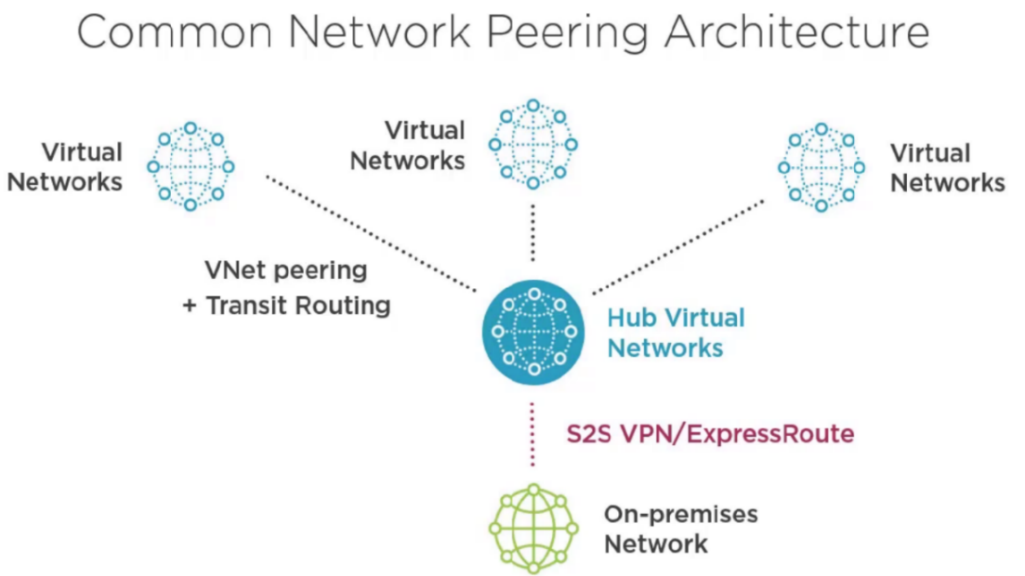 Common Network Peering Architecture
Virtual
Networks
Virtual
Networks
Virtual
Networks
VNet peering
+ Transit Routing
Hub Virtual
Networks
S2S VPN/ExpressRoute
On-premises
Network